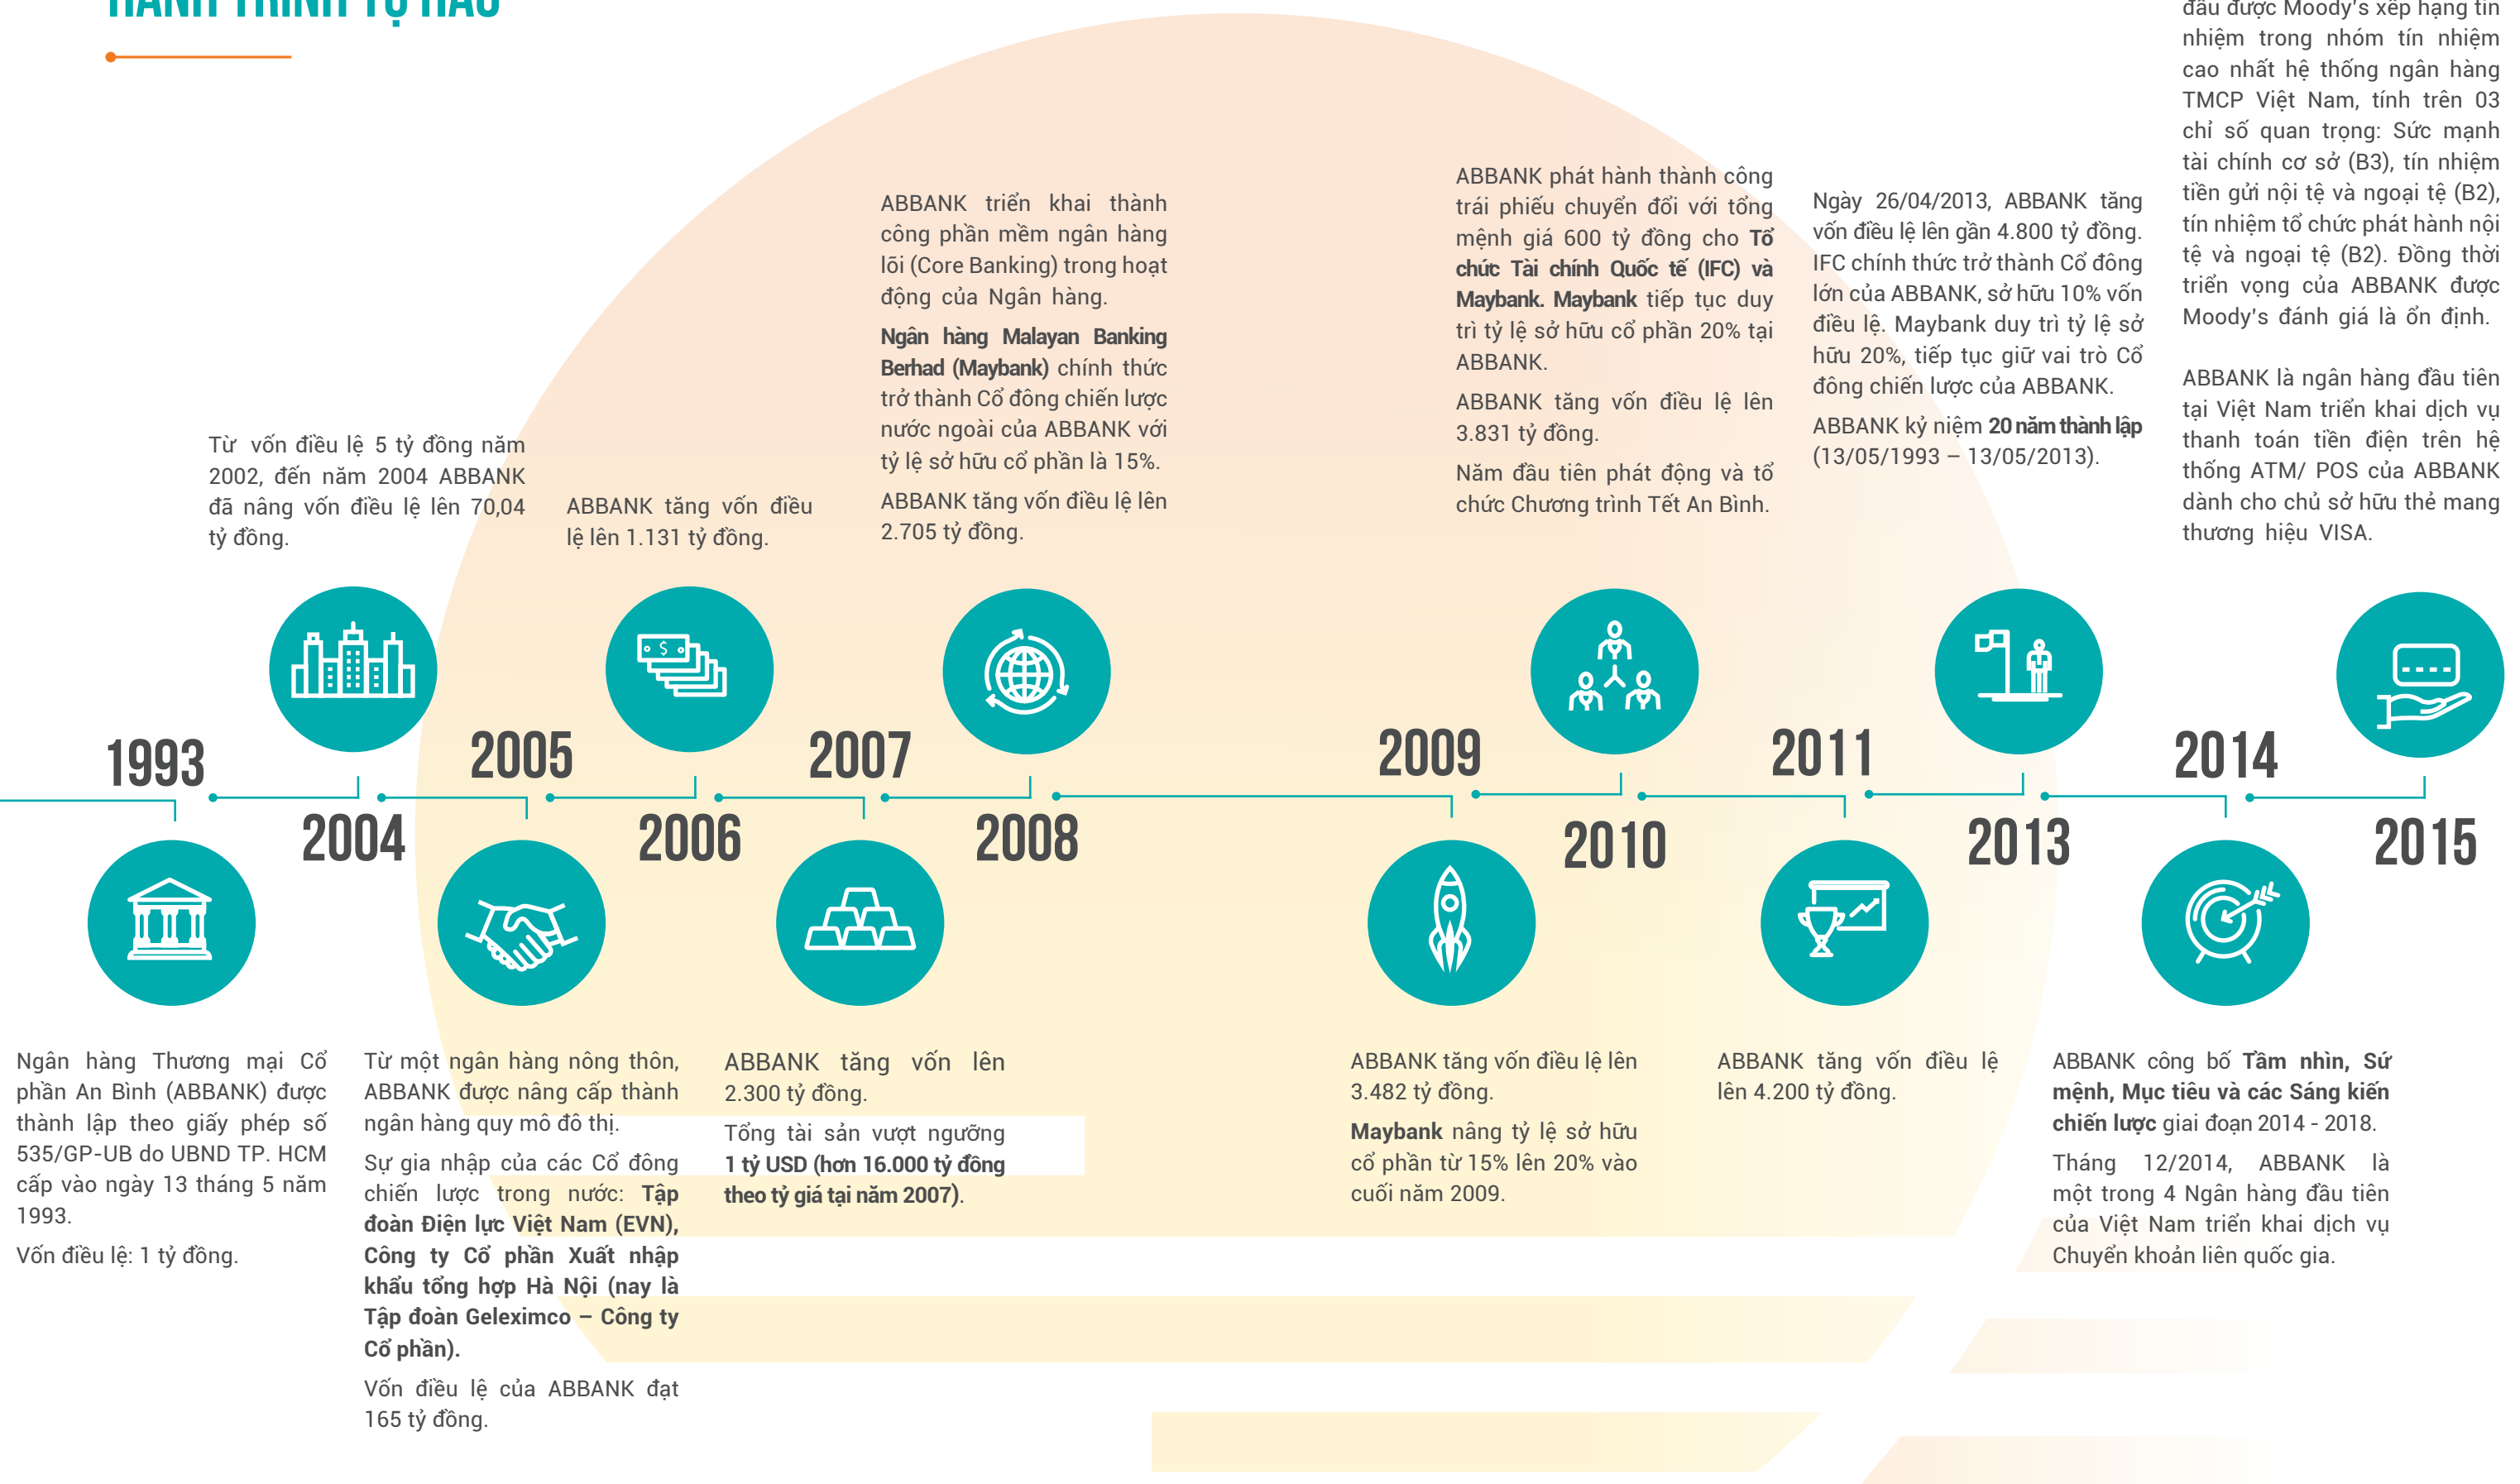 HÀNH TRÌNH TỰ HÀO
1993
Ngân hàng Thương mại Cổ
phần An Bình (ABBANK) được
thành lập theo giấy phép số
535/GP-UB do UBND TP. HCM
cấp vào ngày 13 tháng 5 năm
1993.
Vốn điều lệ: 1 tỷ đồng.
Từ vốn điều lệ 5 tỷ đồng năm
2002, đến năm 2004 ABBANK
đã nâng vốn điều lệ lên 70,04
tỷ đồng.
2004
2005
Từ một ngân hàng nông thôn,
ABBANK được nâng cấp thành
ngân hàng quy mô đô thị.
Sự gia nhập của các Cổ đông
chiến lược trong nước: Tập
đoàn Điện lực Việt Nam (EVN),
Công ty Cổ phần Xuất nhập
khẩu tổng hợp Hà Nội (nay là
Tập đoàn Geleximco – Công ty
Cổ phần).
Vốn điều lệ của ABBANK đạt
165 tỷ đồng.
ABBANK tăng vốn điều
lệ lên 1.131 tỷ đồng.
$
2006
2007
ABBANK tăng vốn lên
2.300 tỷ đồng.
Tổng tài sản vượt ngưỡng
1 tỷ USD (hơn 16.000 tỷ đồng
theo tỷ giá tại năm 2007).
ABBANK triển khai thành
công phần mềm ngân hàng
lõi (Core Banking) trong hoạt
động của Ngân hàng.
Ngân hàng Malayan Banking
Berhad (Maybank) chính thức
trở thành Cổ đông chiến lược
nước ngoài của ABBANK với
tỷ lệ sở hữu cổ phần là 15%.
ABBANK tăng vốn điều lệ lên
2.705 tỷ đồng.
2008
2009
ABBANK tăng vốn điều lệ lên
3.482 tỷ đồng.
Maybank nâng tỷ lệ sở hữu
cổ phần từ 15% lên 20% vào
cuối năm 2009.
ABBANK phát hành thành công
trái phiếu chuyển đổi với tổng
mệnh giá 600 tỷ đồng cho Tổ
chức Tài chính Quốc tế (IFC) và
Maybank. Maybank tiếp tục duy
trì tỷ lệ sở hữu cổ phần 20% tại
ABBANK.
ABBANK tăng vốn điều lệ lên
3.831 tỷ đồng.
Năm đầu tiên phát động và tổ
chức Chương trình Tết An Bình.
2010
2011
ABBANK tăng vốn điều lệ
lên 4.200 tỷ đồng.
Ngày 26/04/2013, ABBANK tăng
vốn điều lệ lên gần 4.800 tỷ đồng.
IFC chính thức trở thành Cổ đông
lớn của ABBANK, sở hữu 10% vốn
điều lệ. Maybank duy trì tỷ lệ sở
hữu 20%, tiếp tục giữ vai trò Cổ
đông chiến lược của ABBANK.
ABBANK kỷ niệm 20 năm thành lập
(13/05/1993 – 13/05/2013).
2013
2014
ABBANK công bố Tầm nhìn, Sứ
mệnh, Mục tiêu và các Sáng kiến
chiến lược giai đoạn 2014 - 2018.
Tháng 12/2014, ABBANK là
một trong 4 Ngân hàng đầu tiên
của Việt Nam triển khai dịch vụ
Chuyển khoản liên quốc gia.
đầu được Moody's xếp hạng tín
nhiệm trong nhóm tín nhiệm
cao nhất hệ thống ngân hàng
TMCP Việt Nam, tính trên 03
chỉ số quan trọng: Sức mạnh
tài chính cơ sở (B3), tín nhiệm
tiền gửi nội tệ và ngoại tệ (B2),
tín nhiệm tổ chức phát hành nội
tệ và ngoại tệ (B2). Đồng thời
triển vọng của ABBANK được
Moody's đánh giá là ổn định.
ABBANK là ngân hàng đầu tiên
tại Việt Nam triển khai dịch vụ
thanh toán tiền điện trên hệ
thống ATM/ POS của ABBANK
dành cho chủ sở hữu thẻ mang
thương hiệu VISA.
2015